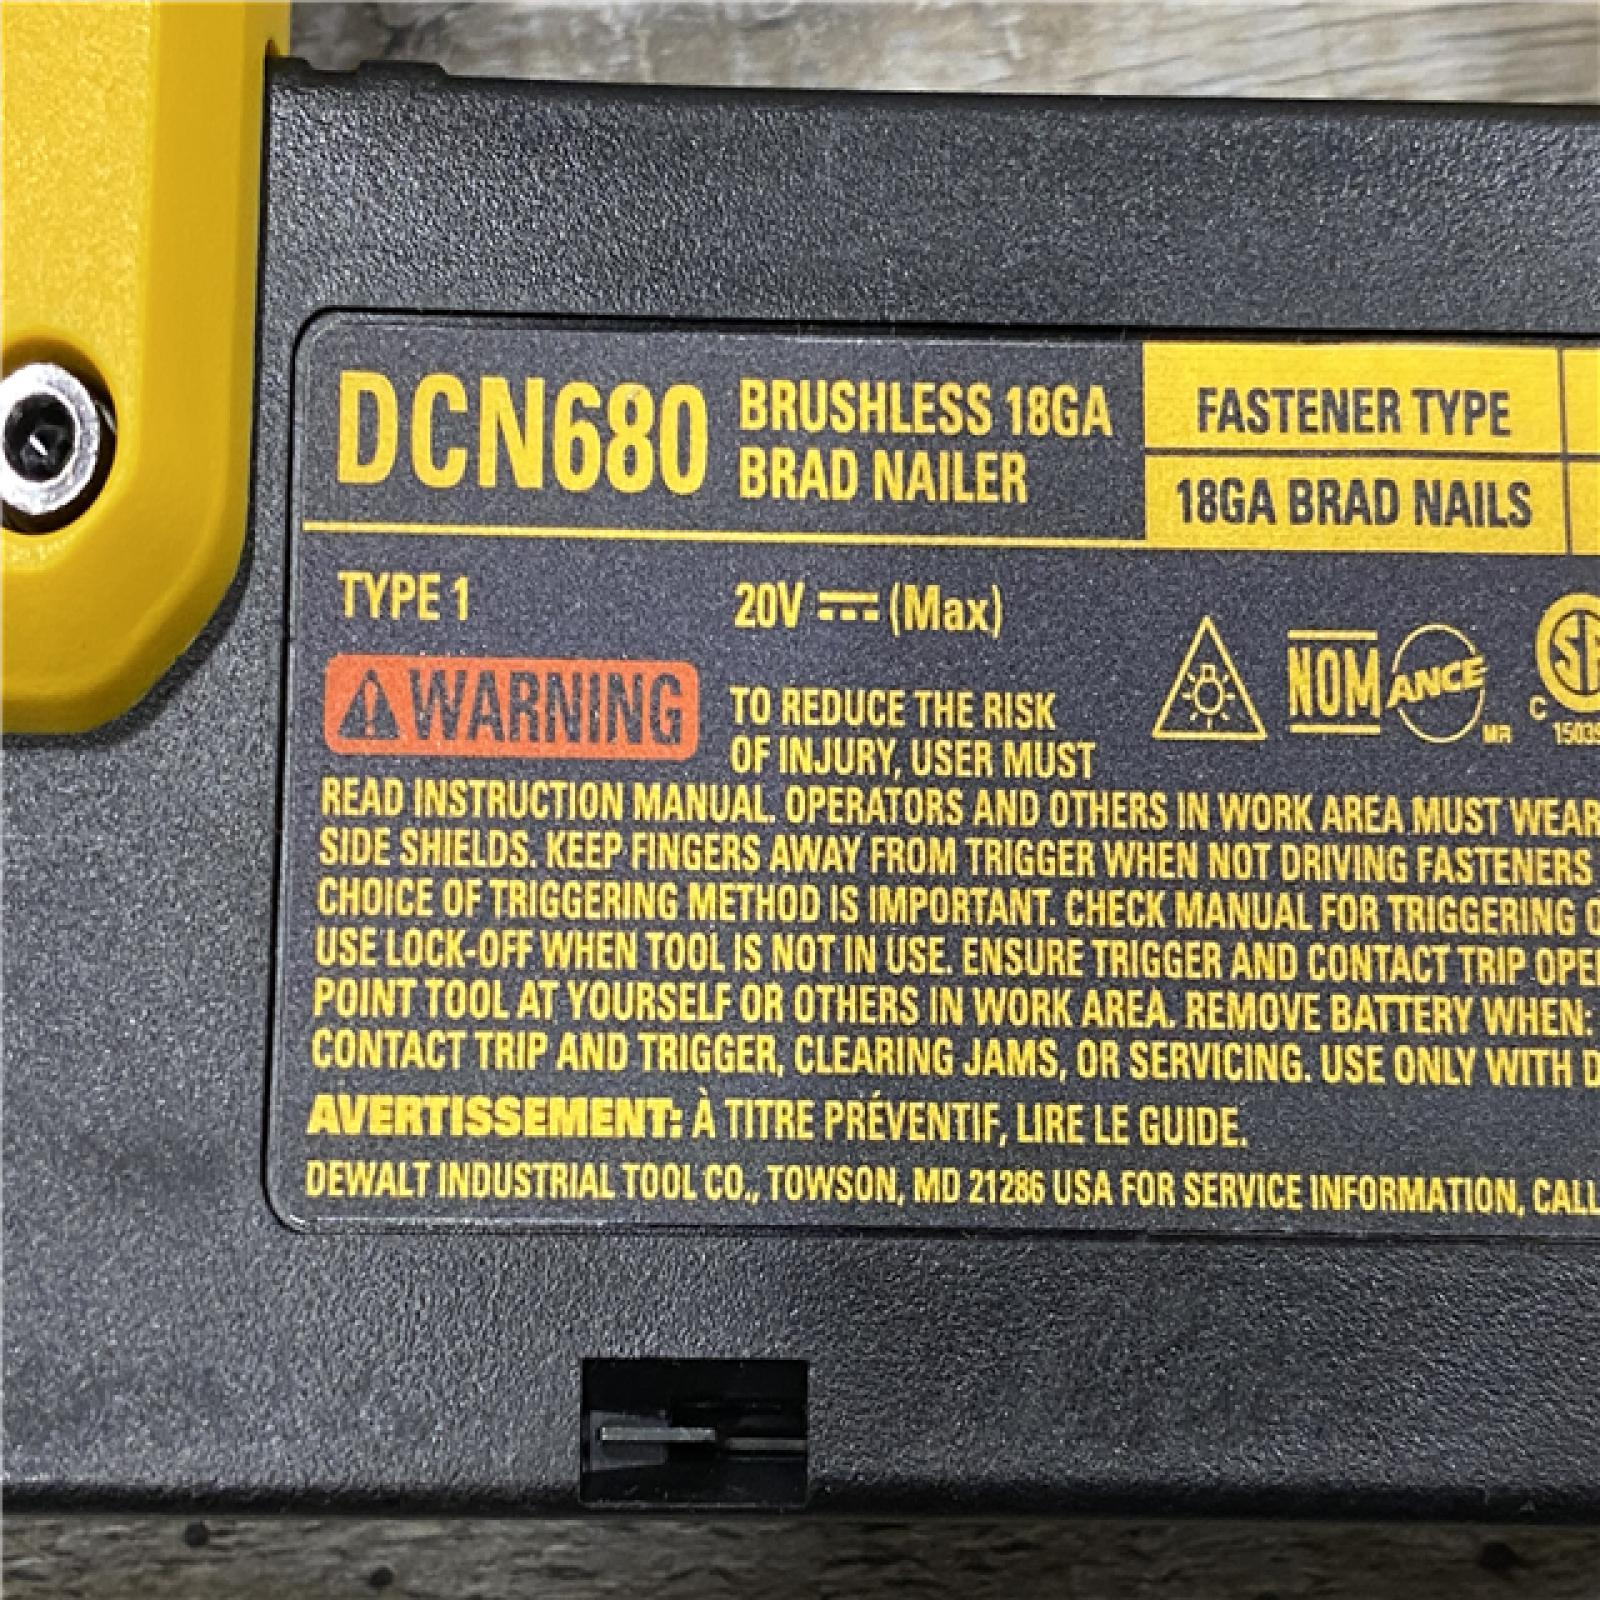 DCN680 BRUSHLESS 18GA
BRAD NAILER
FASTENER TYPE
18GA BRAD NAILS
TYPE 1 20V (Max)
NOM ANCE MR
C 1503
WARNING TO REDUCE THE RISK
OF INJURY, USER MUST
READ INSTRUCTION MANUAL. OPERATORS AND OTHERS IN WORK AREA MUST WEAR
SIDE SHIELDS. KEEP FINGERS AWAY FROM TRIGGER WHEN NOT DRIVING FASTENERS
CHOICE OF TRIGGERING METHOD IS IMPORTANT. CHECK MANUAL FOR TRIGGERING
USE LOCK-OFF WHEN TOOL IS NOT IN USE. ENSURE TRIGGER AND CONTACT TRIP OPE
POINT TOOL AT YOURSELF OR OTHERS IN WORK AREA. REMOVE BATTERY WHEN:
CONTACT TRIP AND TRIGGER, CLEARING JAMS, OR SERVICING. USE ONLY WITH D
AVERTISSEMENT: À TITRE PRÉVENTIF, LIRE LE GUIDE.
DEWALT INDUSTRIAL TOOL CO., TOWSON, MD 21286 USA FOR SERVICE INFORMATION, CALL